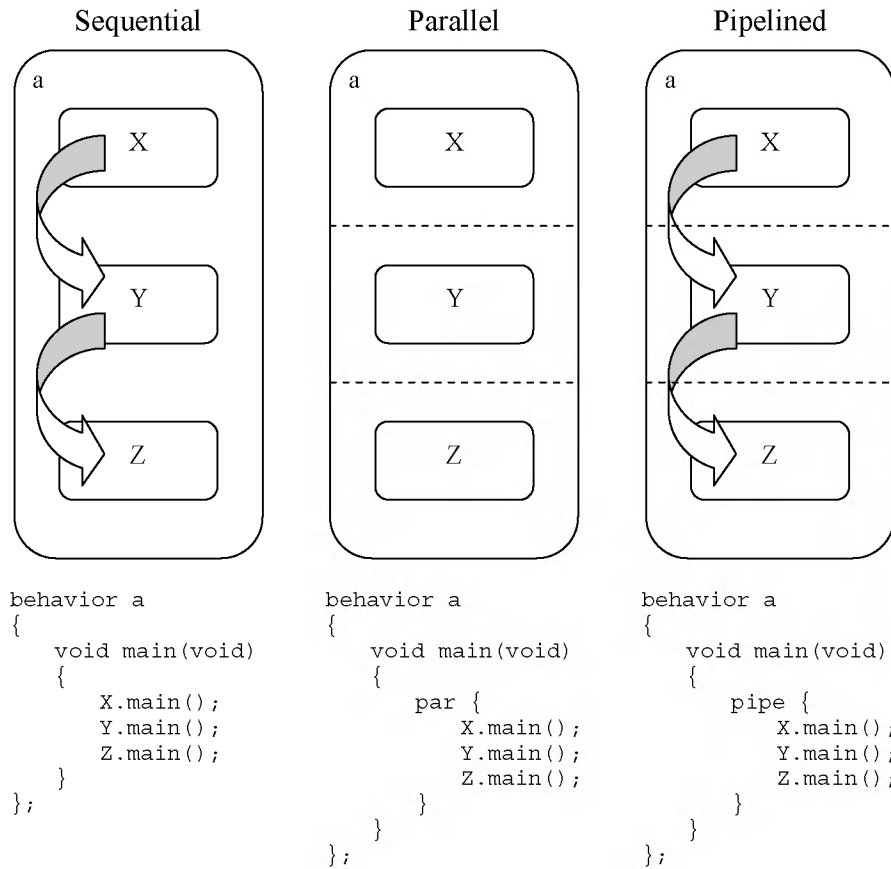 Sequential
a
X
Y
Z
behavior a
{
void main(void)
{
X.main();
Y.main();
Z.main();
}
};
Parallel
a
X
Y
Z
behavior a
{
void main(void)
{
par {
X.main();
Y.main();
Z.main();
}
}
};
Pipelined
a
X
Y
Z
behavior a
{
void main(void)
{
pipe {
X.main();
Y.main();
Z.main();
}
}
};